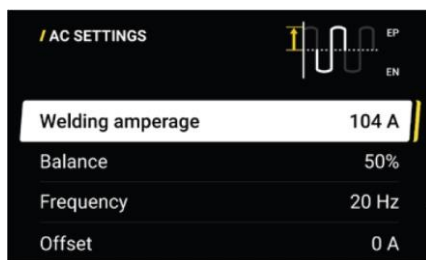 / AC SETTINGS
EP
EN
Welding amperage 104 A
Balance 50%
Frequency 20 Hz
Offset 0 A